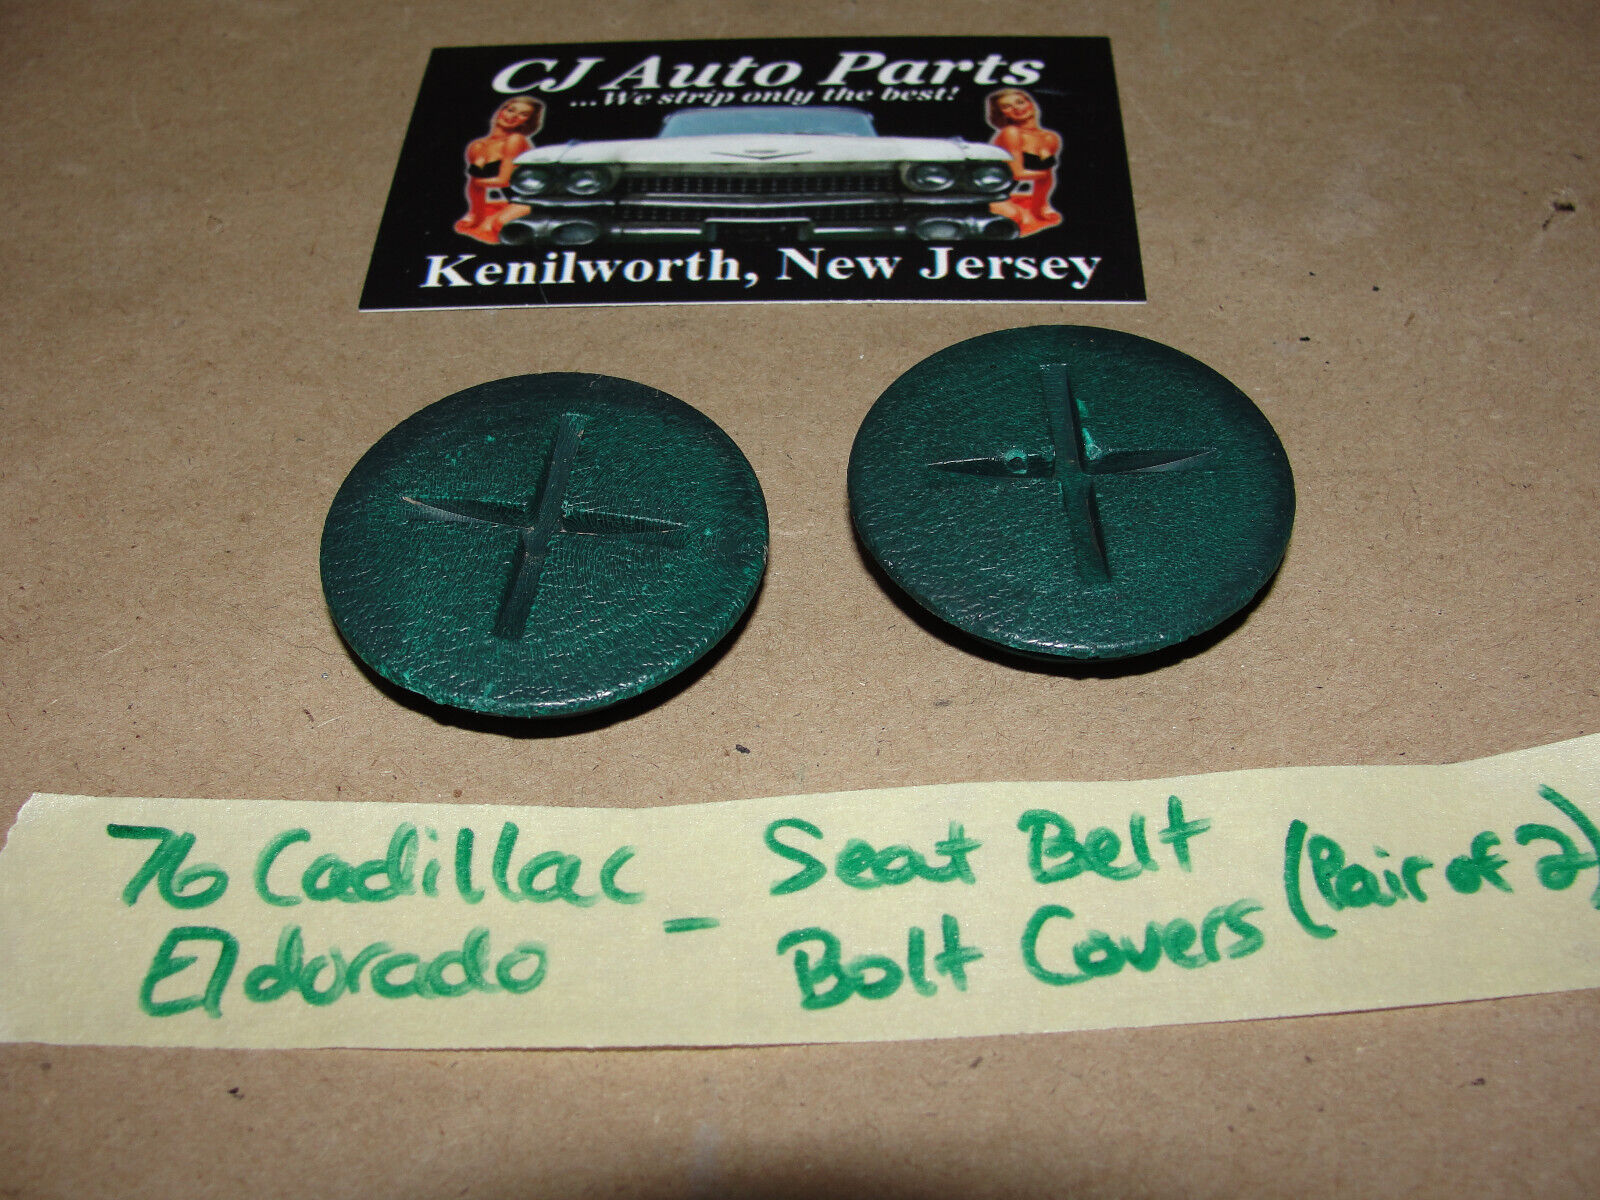 CJ Auto Parts
...We strip only the best!
Kenilworth, New Jersey
76 Cadillac - Seat Belt (Pair of 2)
Eldorado Bolt Covers